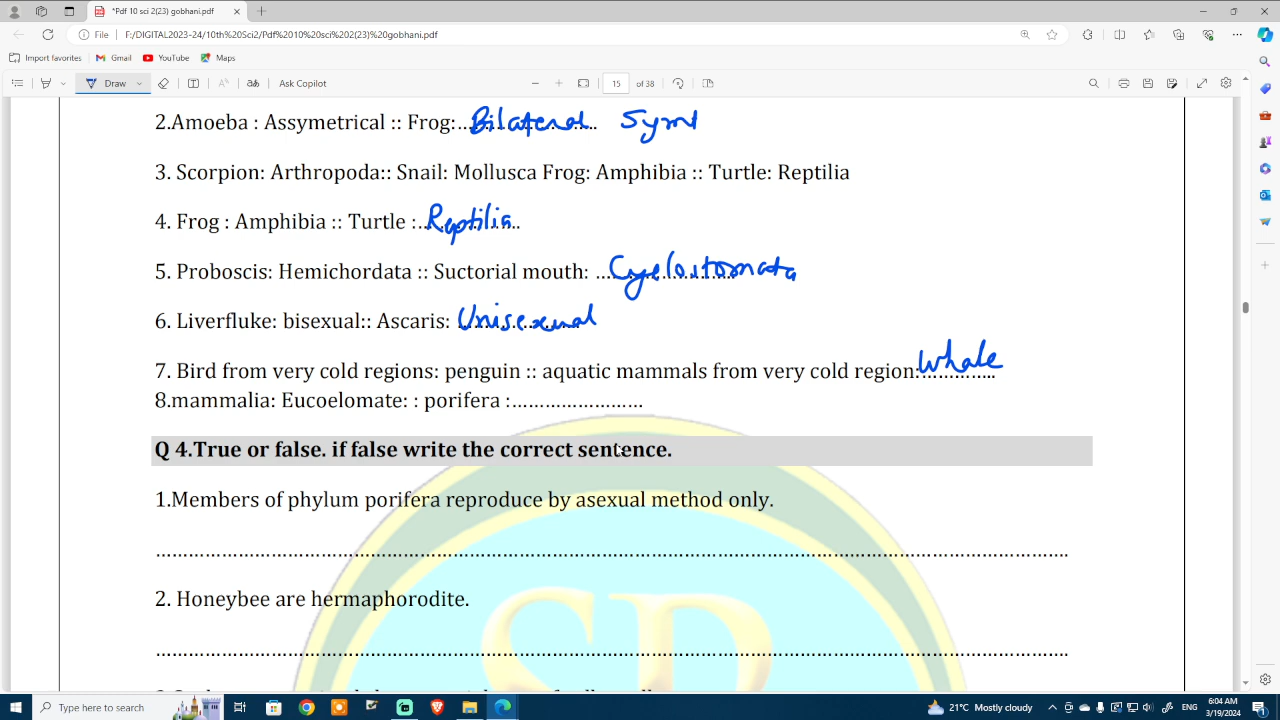 *Pdf 10 sci 2(23) gobhani.pdf
File F:/DIGITAL2023-24/10th%20Sci2/Pdf%2010%20sci%202(23)%20gobhani.pdf
Import favorites Gmail YouTube Maps
Draw Ask Copilot 15 of 38
2.Amoeba : Assymetrical :: Frog:........................ Bilateral Symt
3. Scorpion: Arthropoda:: Snail: Mollusca Frog: Amphibia :: Turtle: Reptilia
4. Frog : Amphibia :: Turtle :.................. Reptilia
5. Proboscis: Hemichordata :: Suctorial mouth: ........................ Cyclostomata
6. Liverfluke: bisexual:: Ascaris: ..................... Unisexual
7. Bird from very cold regions: penguin :: aquatic mammals from very cold region:.............. Whale
8.mammalia: Eucoelomate: : porifera :........................
Q 4.True or false. if false write the correct sentence.
1.Members of phylum porifera reproduce by asexual method only.
................................................................................
2. Honeybee are hermaphorodite.
................................................................................
SD
Type here to search 21°C Mostly cloudy ENG 6:04 AM
3/19/2024